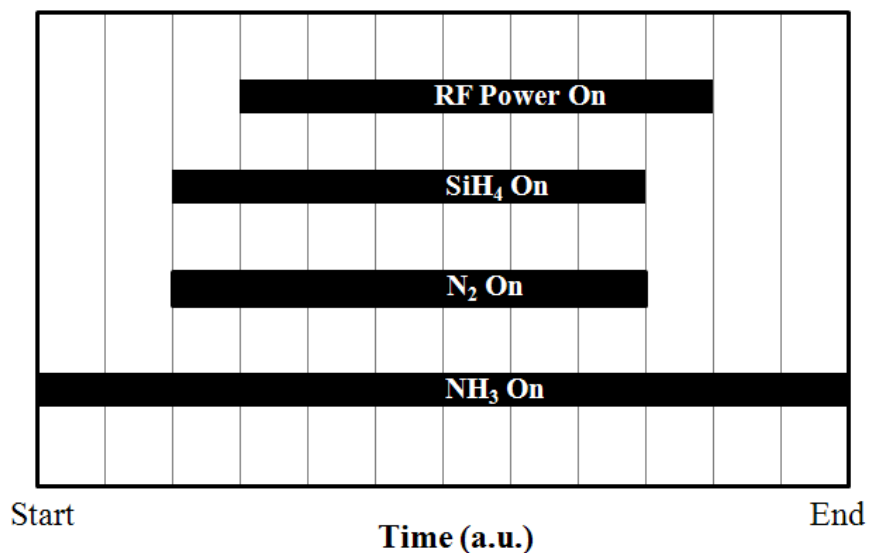 RF Power On
SiH₄ On
N₂ On
NH₃ On
Start
End
Time (a.u.)